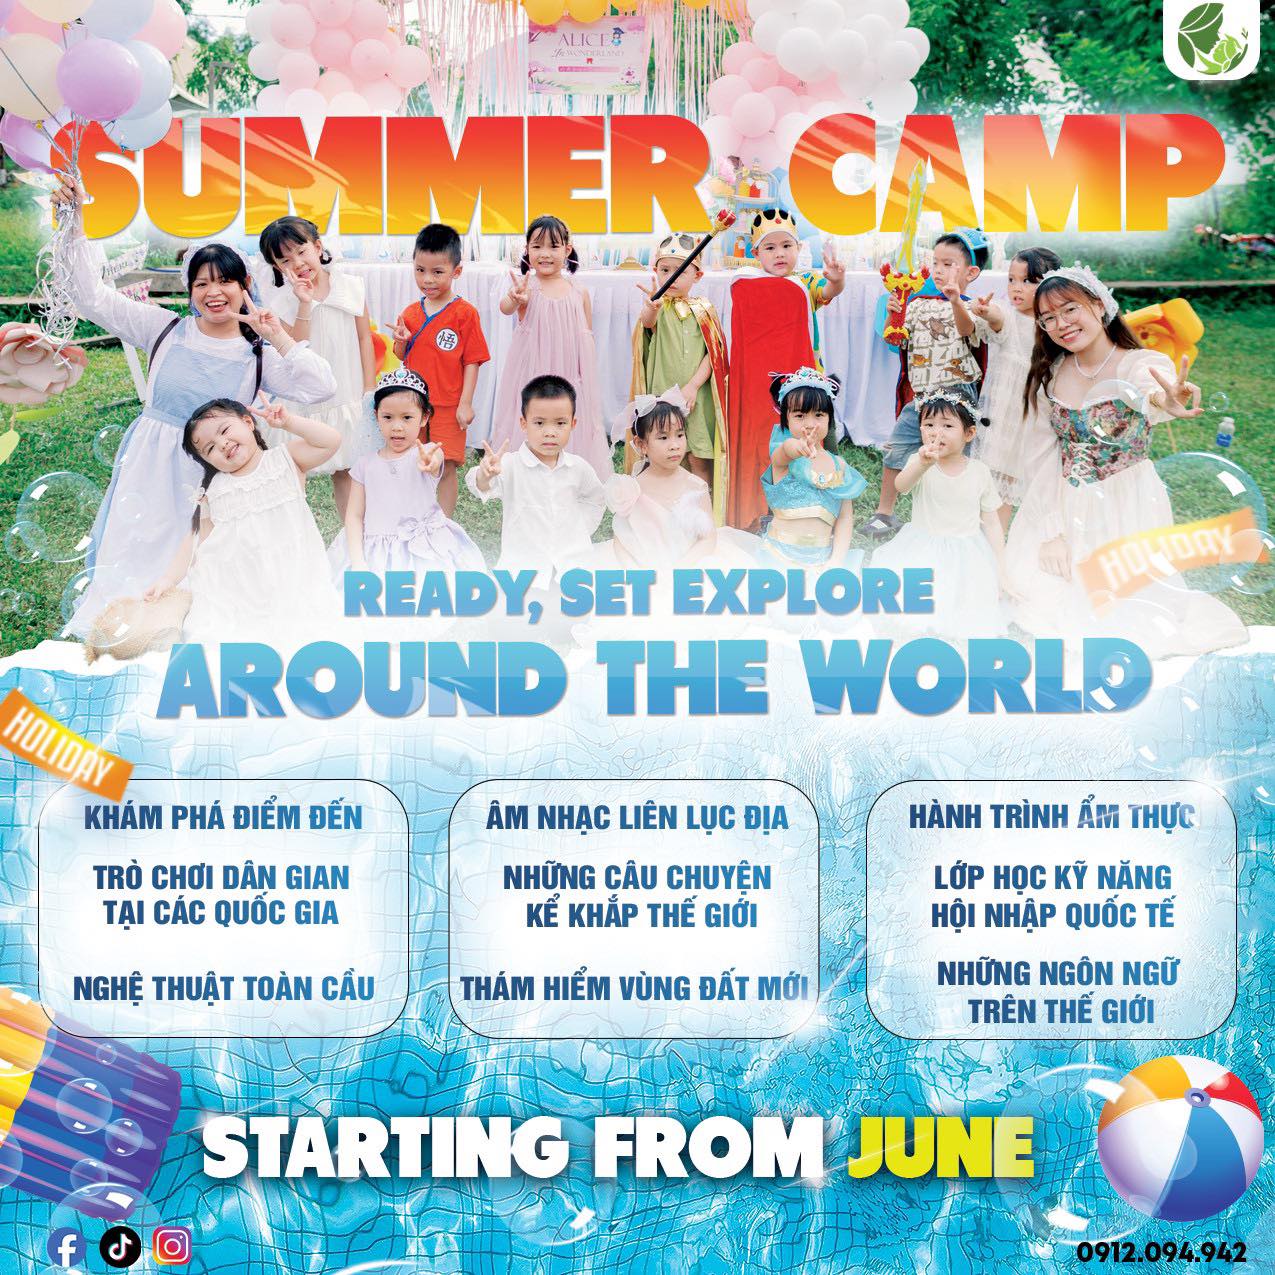 ALICE
In WONDERLAND
SUMMER CAMP
悟
HOLIDAY
READY, SET EXPLORE
AROUND THE WORLD
HOLIDAY
KHÁM PHÁ ĐIỂM ĐẾN
TRÒ CHƠI DÂN GIAN
TẠI CÁC QUỐC GIA
NGHỆ THUẬT TOÀN CẦU
ÂM NHẠC LIÊN LỤC ĐỊA
NHỮNG CÂU CHUYỆN
KỂ KHẮP THẾ GIỚI
THÁM HIỂM VÙNG ĐẤT MỚI
HÀNH TRÌNH ẨM THỰC
LỚP HỌC KỸ NĂNG
HỘI NHẬP QUỐC TẾ
NHỮNG NGÔN NGỮ
TRÊN THẾ GIỚI
STARTING FROM JUNE
0912.094.942